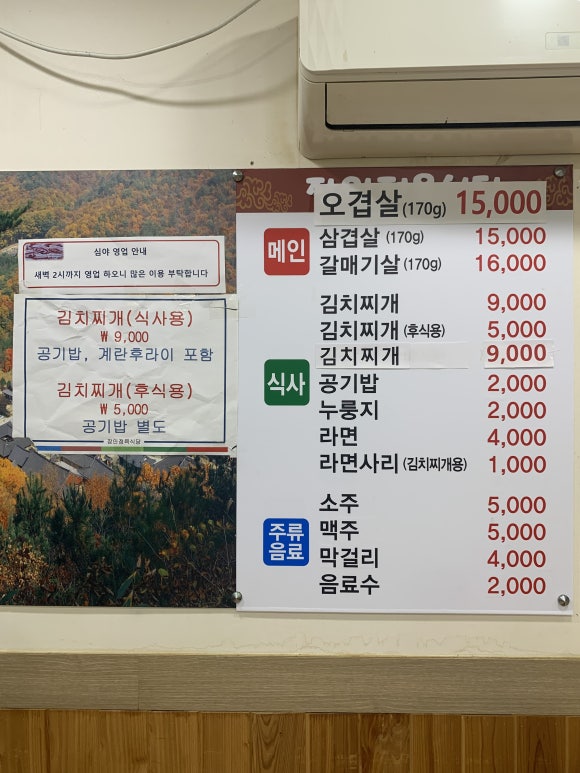 심야 영업 안내
새벽 2시까지 영업 하오니 많은 이용 부탁합니다
김치찌개(식사용)
₩ 9,000
공기밥, 계란후라이 포함
김치찌개(후식용)
₩ 5,000
공기밥 별도
오겹살(170g) 15,000
메인
삼겹살 (170g) 15,000
갈매기살 (170g) 16,000
식사
김치찌개 9,000
김치찌개 (후식용) 5,000
김치찌개 9,000
공기밥 2,000
누룽지 2,000
라면 4,000
라면사리 (김치찌개용) 1,000
주류
음료
소주 5,000
맥주 5,000
막걸리 4,000
음료수 2,000